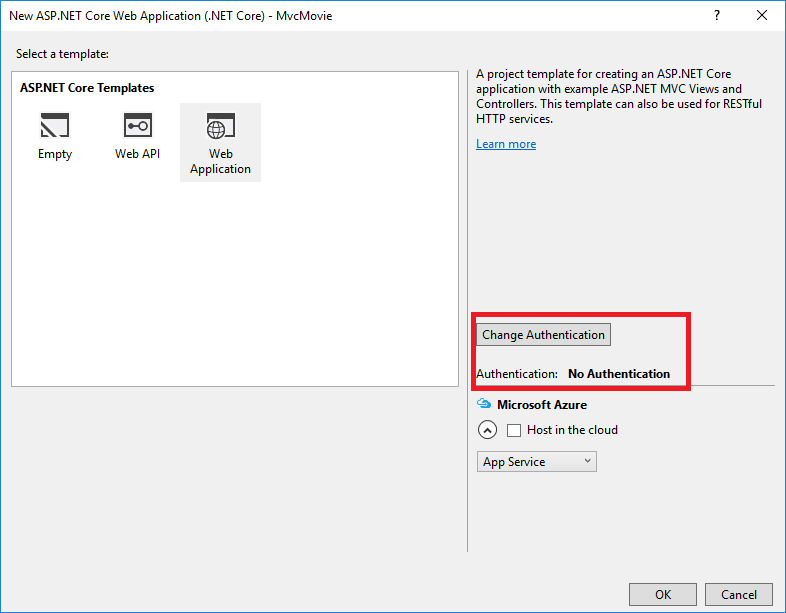 New ASP.NET Core Web Application (.NET Core) - MvcMovie
?
Select a template:
ASP.NET Core Templates
Empty
Web API
Web
Application
A project template for creating an ASP.NET Core
application with example ASP.NET MVC Views and
Controllers. This template can also be used for RESTful
HTTP services.
Learn more
Change Authentication
Authentication: No Authentication
Microsoft Azure
Host in the cloud
App Service
OK
Cancel